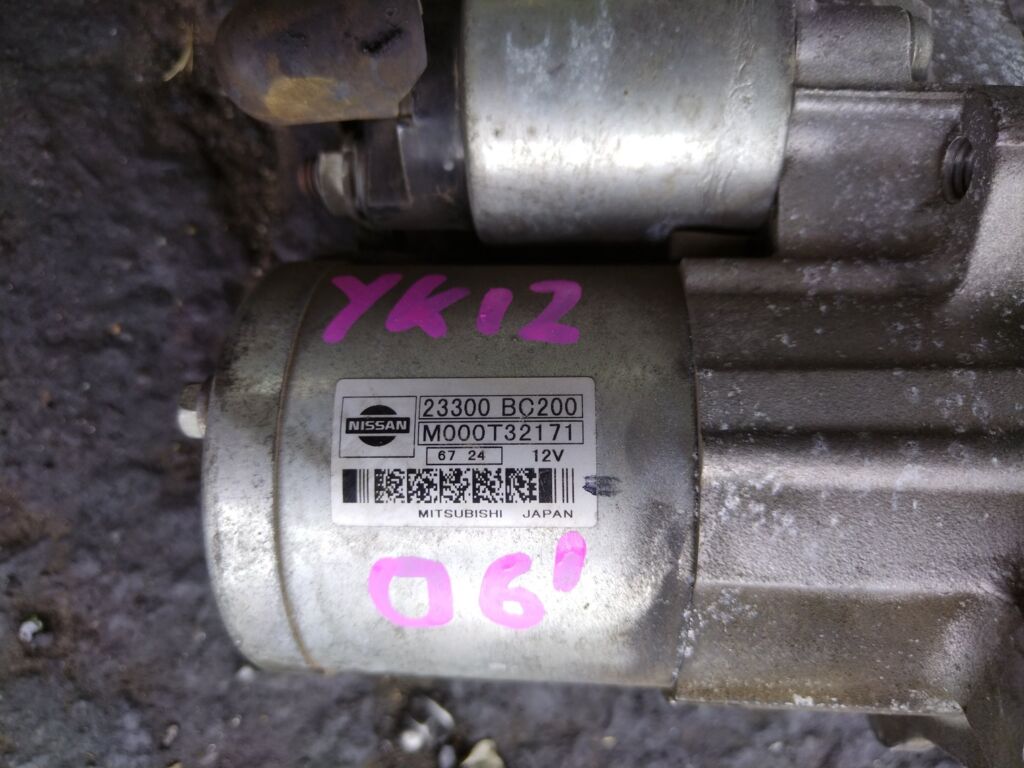 YK12
NISSAN
23300 BC200
M000T32171
67 24 12V
MITSUBISHI JAPAN
06'